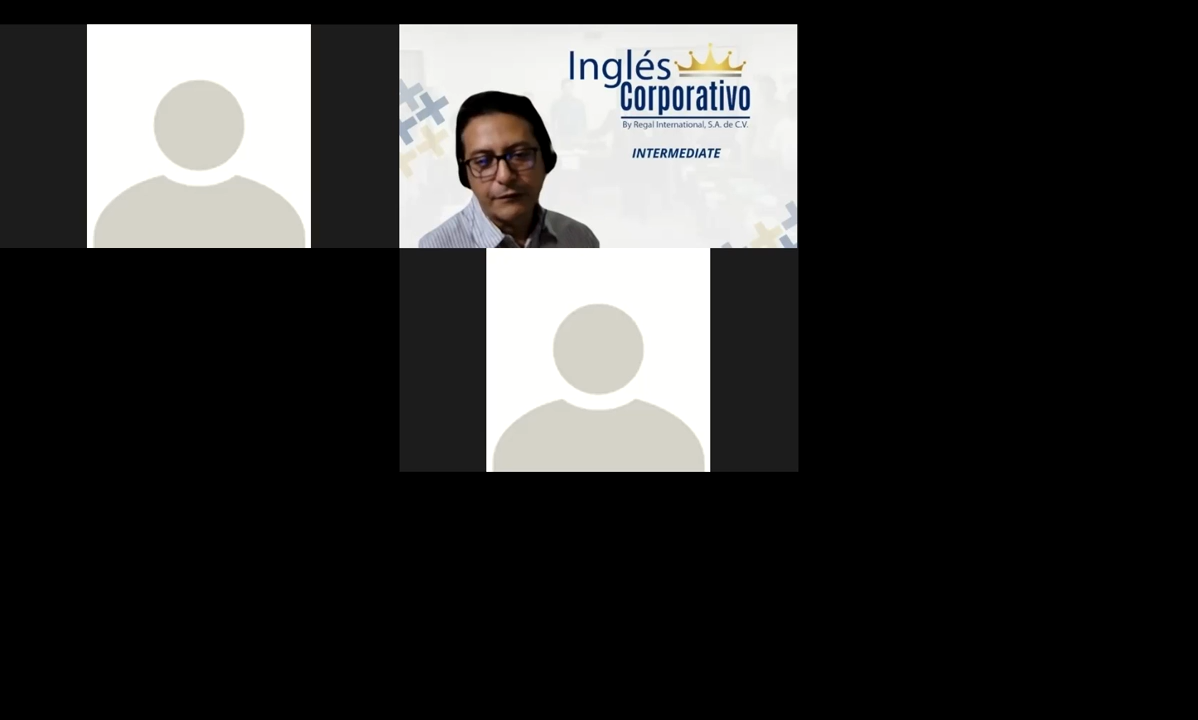 Inglés
Corporativo
By Regal International, S.A. de C.V.
INTERMEDIATE